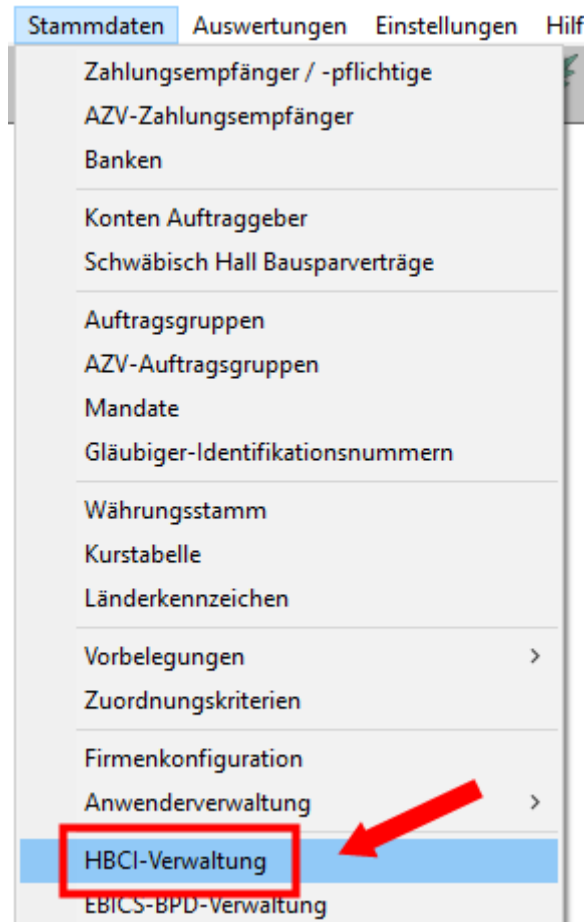 Stammdaten Auswertungen Einstellungen Hilf
Zahlungsempfänger / -pflichtige
AZV-Zahlungsempfänger
Banken
Konten Auftraggeber
Schwäbisch Hall Bausparverträge
Auftragsgruppen
AZV-Auftragsgruppen
Mandate
Gläubiger-Identifikationsnummern
Währungsstamm
Kurstabelle
Länderkennzeichen
Vorbelegungen
Zuordnungskriterien
Firmenkonfiguration
Anwenderverwaltung
HBCI-Verwaltung
EBICS-BPD-Verwaltung